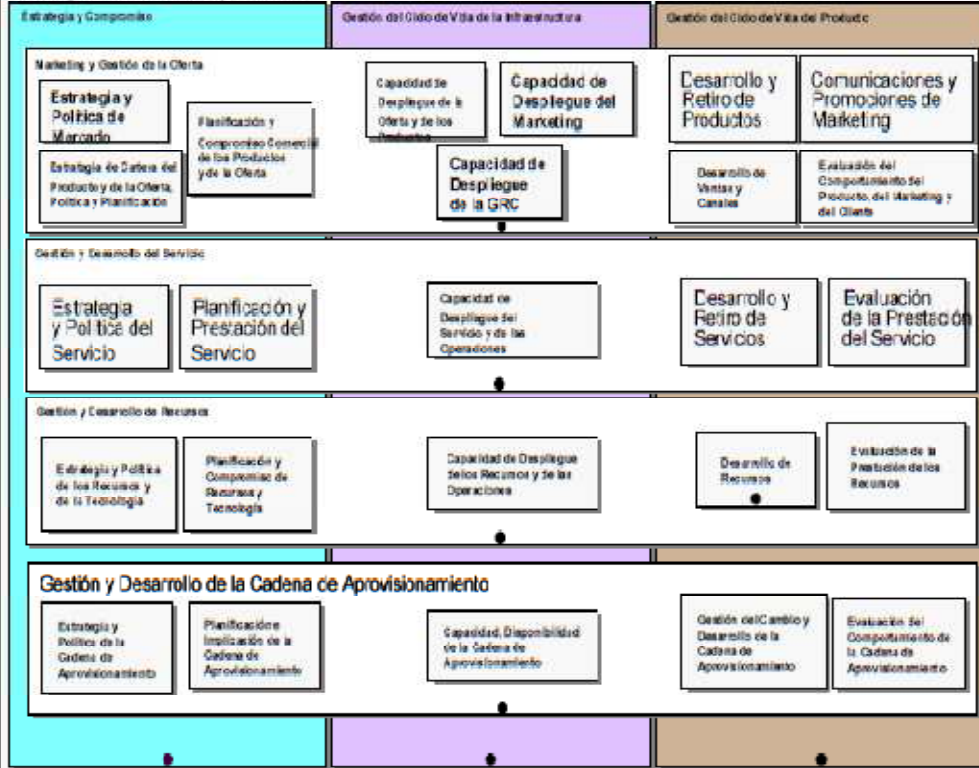 Estrategia y Compromiso
Gestión del Ciclo de Vida de la Infraestructura
Gestión del Ciclo de Vida del Producto
Marketing y Gestión de la Oferta
Estrategia y
Política de
Mercado
Planificación y
Compromiso Comercial
de los Productos
y de la Oferta
Estrategia de Cartera del
Producto y de la Oferta,
Política y Planificación
Capacidad de
Despliegue de la
Oferta y de los
Productos
Capacidad de
Despliegue del
Marketing
Capacidad de
Despliegue
de la GRC
Desarrollo y
Retiro de
Productos
Comunicaciones y
Promociones de
Marketing
Desarrollo de
Ventas y
Canales
Evaluación del
Comportamiento del
Producto, del Marketing y
del Cliente
Gestión y Desarrollo del Servicio
Estrategia
y Política del
Servicio
Planificación y
Prestación del
Servicio
Capacidad de
Despliegue del
Servicio y de las
Operaciones
Desarrollo y
Retiro de
Servicios
Evaluación
de la Prestación
del Servicio
Gestión y Desarrollo de Recursos
Estrategia y Política
de los Recursos y
de la Tecnología
Planificación y
Compromiso de
Recursos y
Tecnología
Capacidad de Despliegue
de los Recursos y de las
Operaciones
Desarrollo de
Recursos
Evaluación de la
Prestación de los
Recursos
Gestión y Desarrollo de la Cadena de Aprovisionamiento
Estrategia y
Política de la
Cadena de
Aprovisionamiento
Planificación e
Implicación de la
Cadena de
Aprovisionamiento
Capacidad, Disponibilidad
de la Cadena de
Aprovisionamiento
Gestión del Cambio y
Desarrollo de la
Cadena de
Aprovisionamiento
Evaluación del
Comportamiento de
la Cadena de
Aprovisionamiento